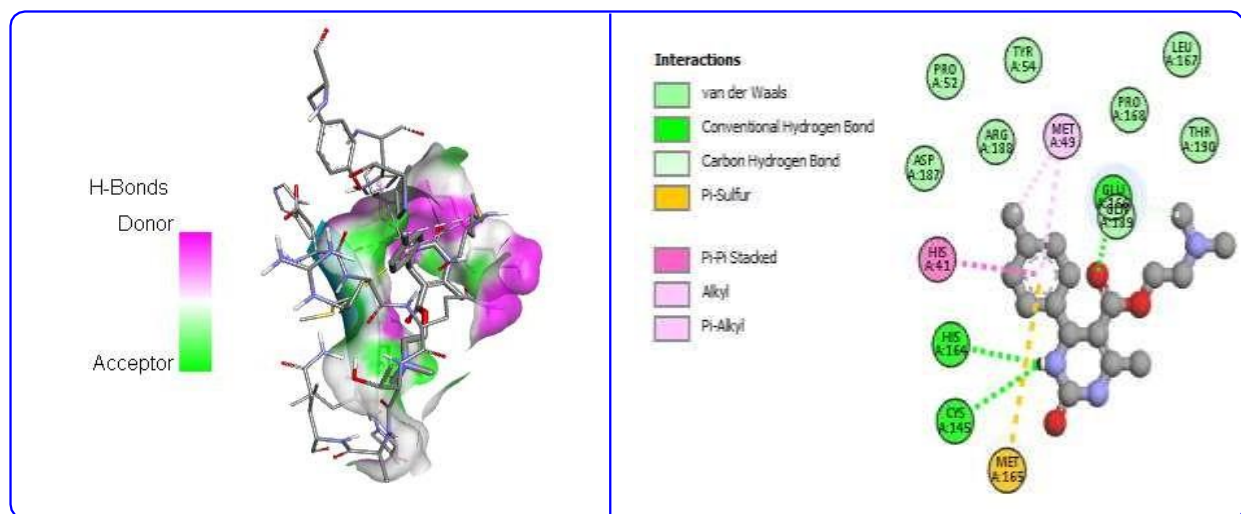 H-Bonds
Donor
Acceptor
Interactions
van der Waals
Conventional Hydrogen Bond
Carbon Hydrogen Bond
Pi-Sulfur
Pi-Pi Stacked
Alkyl
Pi-Alkyl
PRO
A:52
TYR
A:54
LEU
A:167
PRO
A:168
MET
A:49
ARG
A:188
THR
A:190
ASP
A:187
GLU
A:189
HIS
A:41
HIS
A:164
CYS
A:145
MET
A:165